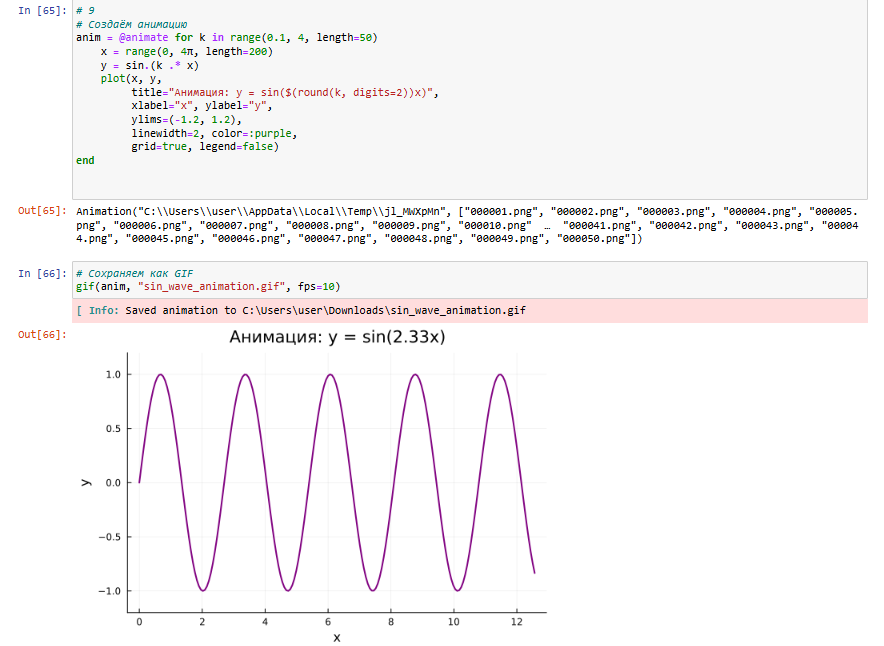 In [65]: # 9
# Создаём анимацию
anim = @animate for k in range(0.1, 4, length=50)
x = range(0, 4π, length=200)
y = sin.(k .* x)
plot(x, y,
title="Анимация: y = sin($(round(k, digits=2))x)",
xlabel="x", ylabel="y",
ylims=(-1.2, 1.2),
linewidth=2, color=:purple,
grid=true, legend=false)
end
Out[65]: Animation("C:\\Users\\user\\AppData\\Local\\Temp\\jl_MWXpMn", ["000001.png", "000002.png", "000003.png", "000004.png", "000005.
png", "000006.png", "000007.png", "000008.png", "000009.png", "000010.png"  …  "000041.png", "000042.png", "000043.png", "00004
4.png", "000045.png", "000046.png", "000047.png", "000048.png", "000049.png", "000050.png"])
In [66]: # Сохраняем как GIF
gif(anim, "sin_wave_animation.gif", fps=10)
[ Info: Saved animation to C:\Users\user\Downloads\sin_wave_animation.gif
Out[66]:
Анимация: y = sin(2.33x)
1.0
0.5
y
0.0
−0.5
−1.0
0 2 4 6 8 10 12
x